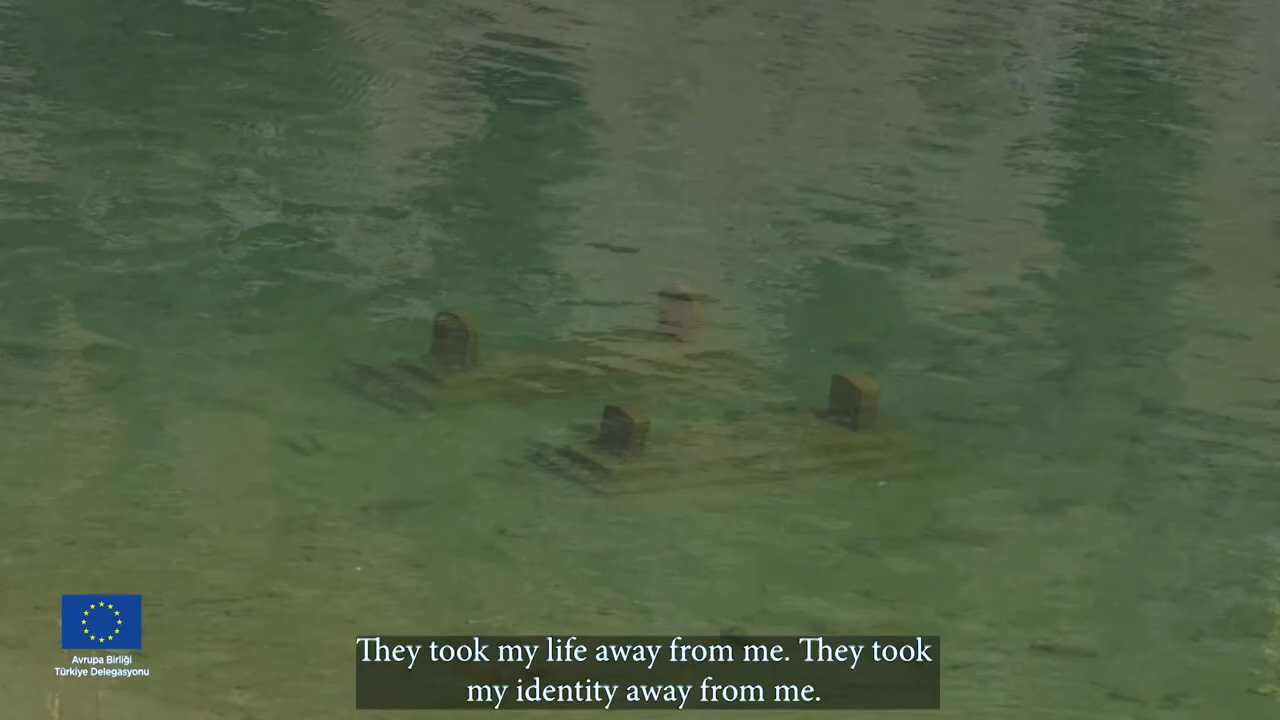 Avrupa Birliği
Türkiye Delegasyonu
They took my life away from me. They took
my identity away from me.